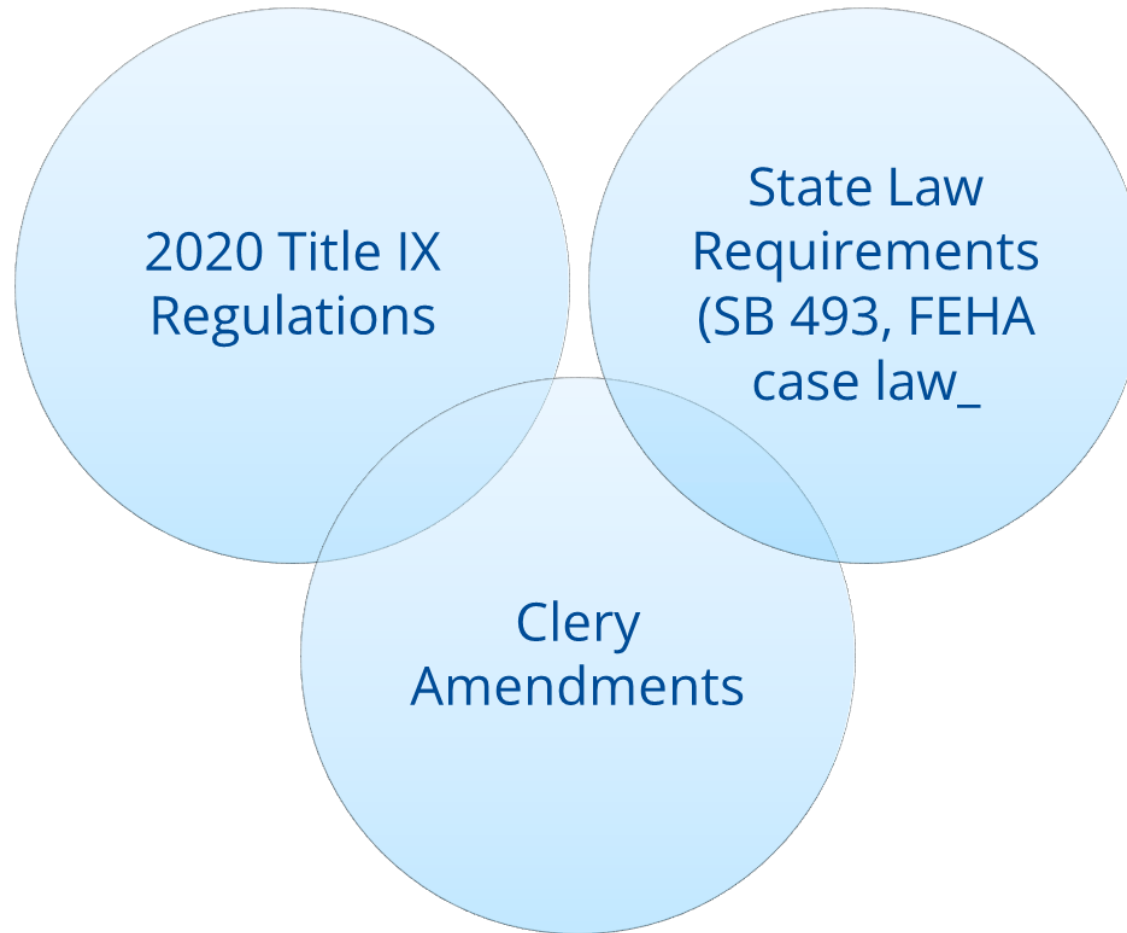 2020 Title IX
Regulations
State Law
Requirements
(SB 493, FEHA
case law_
Clery
Amendments